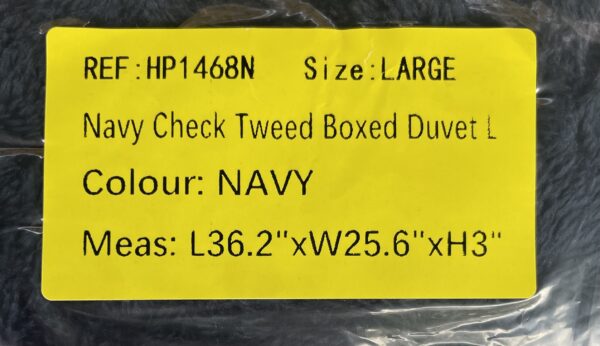 REF:HP1468N Size:LARGE
Navy Check Tweed Boxed Duvet L
Colour: NAVY
Meas: L36.2"xW25.6"xH3"